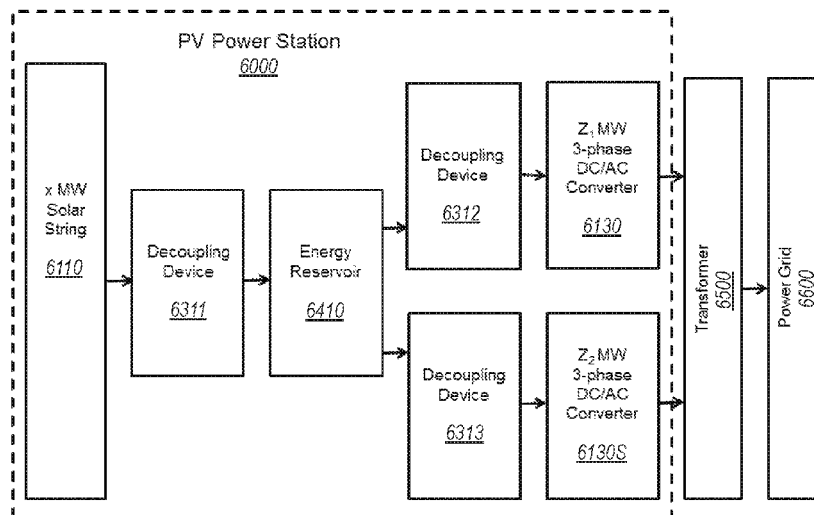 PV Power Station
6000
x MW
Solar
String
6110
Decoupling
Device
6311
Energy
Reservoir
6410
Decoupling
Device
6312
Z₁ MW
3-phase
DC/AC
Converter
6130
Decoupling
Device
6313
Z₂ MW
3-phase
DC/AC
Converter
6130S
Transformer
6500
Power Grid
6600